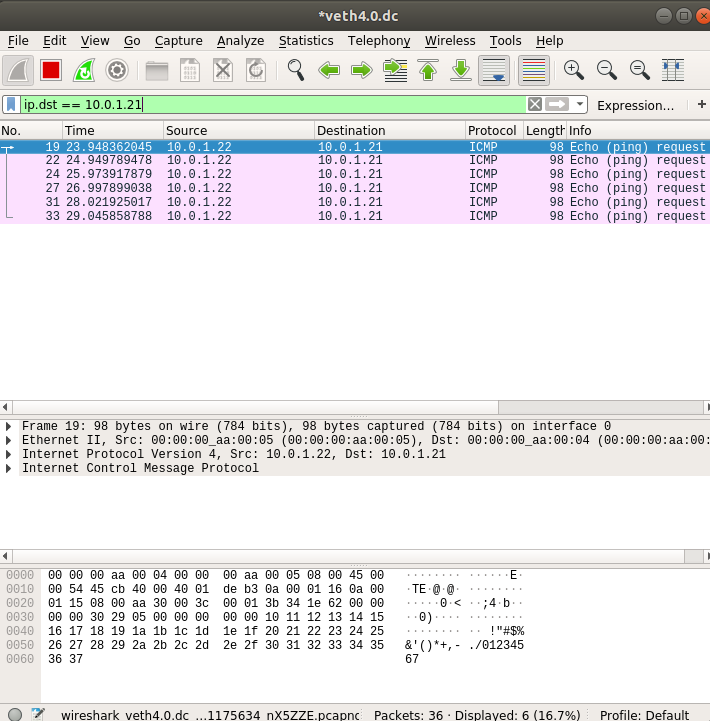 *veth4.0.dc
File Edit View Go Capture Analyze Statistics Telephony Wireless Tools Help
ip.dst == 10.0.1.21 Expression… +
No. Time Source Destination Protocol Length Info
19 23.948362045 10.0.1.22 10.0.1.21 ICMP 98 Echo (ping) request
22 24.949789478 10.0.1.22 10.0.1.21 ICMP 98 Echo (ping) request
24 25.973917879 10.0.1.22 10.0.1.21 ICMP 98 Echo (ping) request
27 26.997899038 10.0.1.22 10.0.1.21 ICMP 98 Echo (ping) request
31 28.021925017 10.0.1.22 10.0.1.21 ICMP 98 Echo (ping) request
33 29.045858788 10.0.1.22 10.0.1.21 ICMP 98 Echo (ping) request
Frame 19: 98 bytes on wire (784 bits), 98 bytes captured (784 bits) on interface 0
Ethernet II, Src: 00:00:00_aa:00:05 (00:00:00:aa:00:05), Dst: 00:00:00_aa:00:04 (00:00:00:aa:00:
Internet Protocol Version 4, Src: 10.0.1.22, Dst: 10.0.1.21
Internet Control Message Protocol
0000 00 00 00 aa 00 04 00 00 00 aa 00 05 08 00 45 00 ········ ······E·
0010 00 54 45 cb 40 00 40 01 de b3 0a 00 01 16 0a 00 ·TE·@·@· ········
0020 01 15 08 00 aa 30 00 3c 00 01 3b 34 1e 62 00 00 ·····0·< ··;4·b··
0030 00 00 30 29 05 00 00 00 00 00 10 11 12 13 14 15 ··0)···· ········
0040 16 17 18 19 1a 1b 1c 1d 1e 1f 20 21 22 23 24 25 ········ ·· !"#$%
0050 26 27 28 29 2a 2b 2c 2d 2e 2f 30 31 32 33 34 35 &'()*+,- ./012345
0060 36 37 67
wireshark_veth4.0.dc_…1175634_nX5ZZE.pcapng Packets: 36 · Displayed: 6 (16.7%) Profile: Default